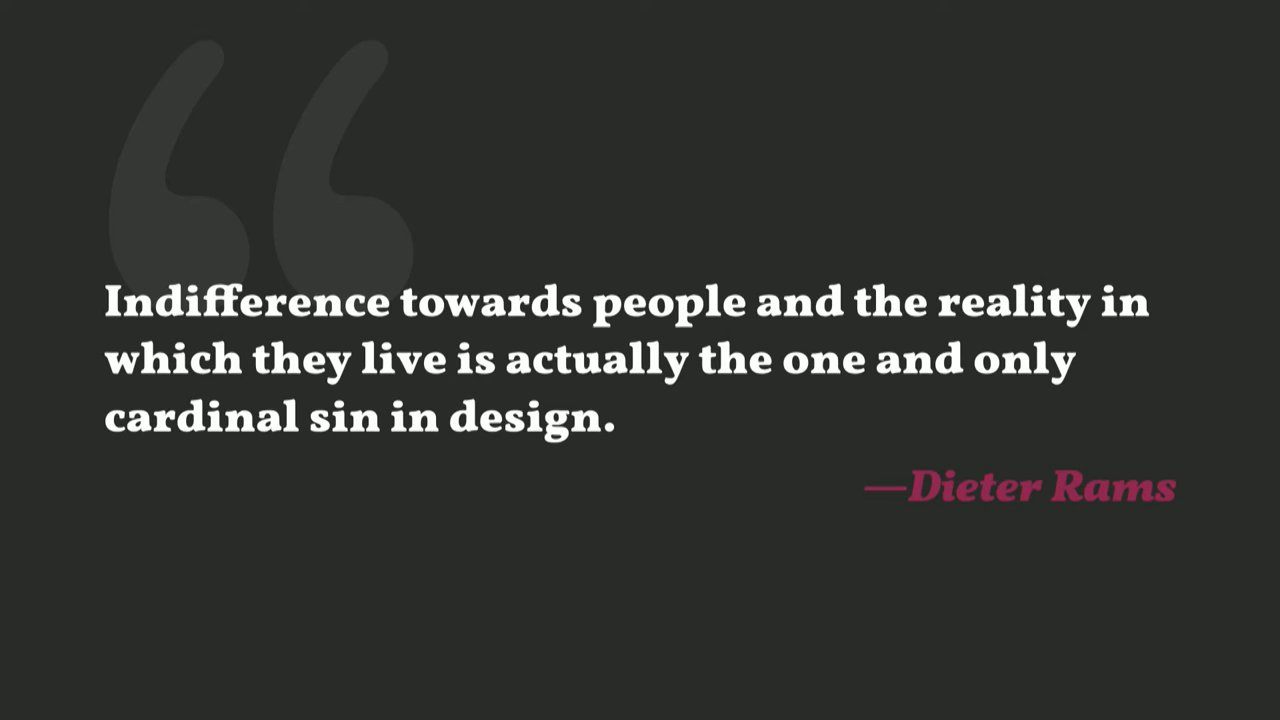 Indifference towards people and the reality in
which they live is actually the one and only
cardinal sin in design.
—Dieter Rams